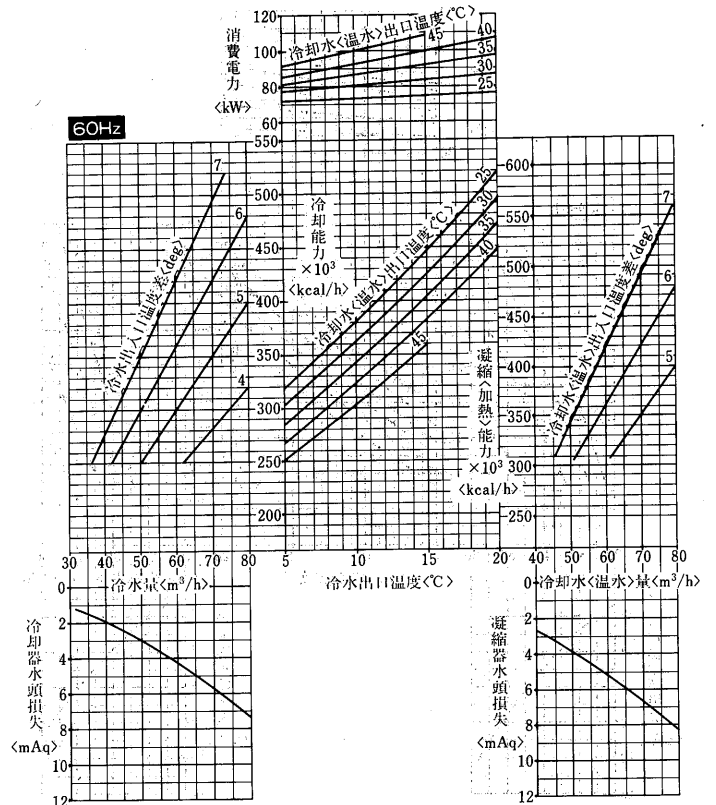 120
100
80
60
消費電力
<kW>
冷却水<温水>出口温度<℃>
45
40
35
30
25
60Hz
550
500
450
400
350
300
250
200
冷却能力
×10³
<kcal/h>
冷水出入口温度差<deg>
7
6
5
4
冷却水<温水>出口温度<℃>
25
30
35
40
45
600
550
500
450
400
350
300
250
凝縮<加熱>能力
×10³
<kcal/h>
冷却水<温水>出入口温度差<deg>
7
6
5
30 40 50 60 70 80
冷水量<m³/h>
5 10 15 20
冷水出口温度<℃>
40 50 60 70 80
冷却水<温水>量<m³/h>
0
2
4
6
8
10
12
冷却器水頭損失
<mAq>
0
2
4
6
8
10
12
凝縮器水頭損失
<mAq>